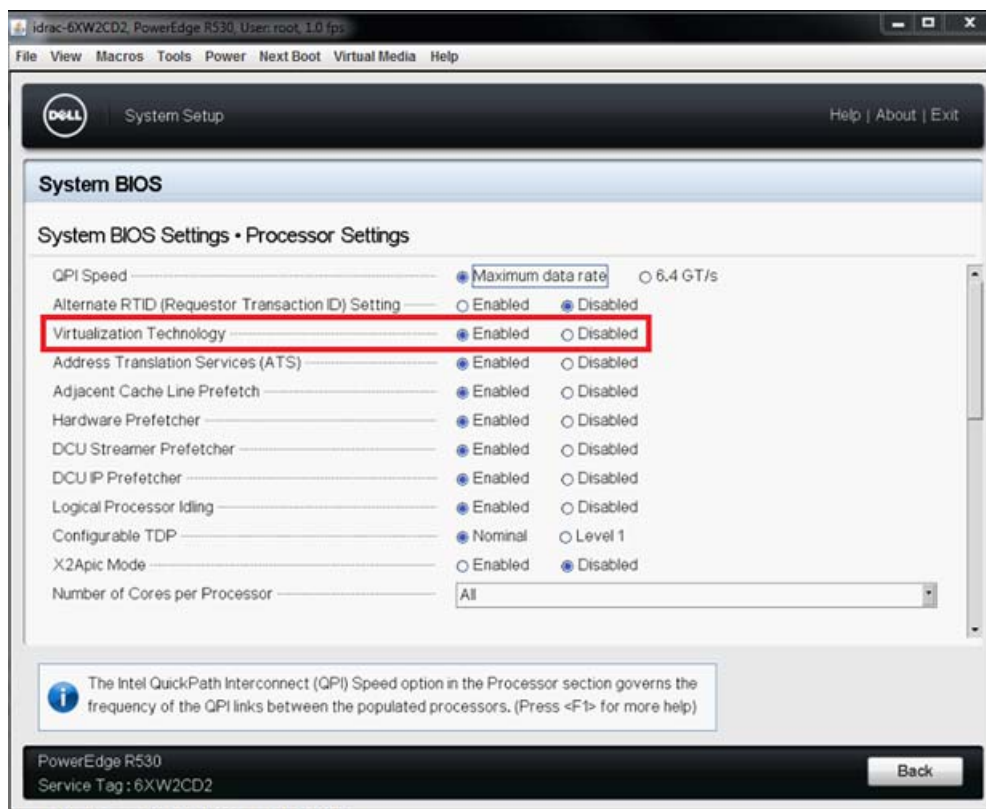 idrac-6XW2CD2, PowerEdge R530, User: root, 1.0 fps
File View Macros Tools Power Next Boot Virtual Media Help
DELL System Setup Help | About | Exit
System BIOS
System BIOS Settings • Processor Settings
QPI Speed Maximum data rate 6.4 GT/s
Alternate RTID (Requestor Transaction ID) Setting Enabled Disabled
Virtualization Technology Enabled Disabled
Address Translation Services (ATS) Enabled Disabled
Adjacent Cache Line Prefetch Enabled Disabled
Hardware Prefetcher Enabled Disabled
DCU Streamer Prefetcher Enabled Disabled
DCU IP Prefetcher Enabled Disabled
Logical Processor Idling Enabled Disabled
Configurable TDP Nominal Level 1
X2Apic Mode Enabled Disabled
Number of Cores per Processor All
The Intel QuickPath Interconnect (QPI) Speed option in the Processor section governs the
frequency of the QPI links between the populated processors. (Press <F1> for more help)
PowerEdge R530
Service Tag : 6XW2CD2 Back